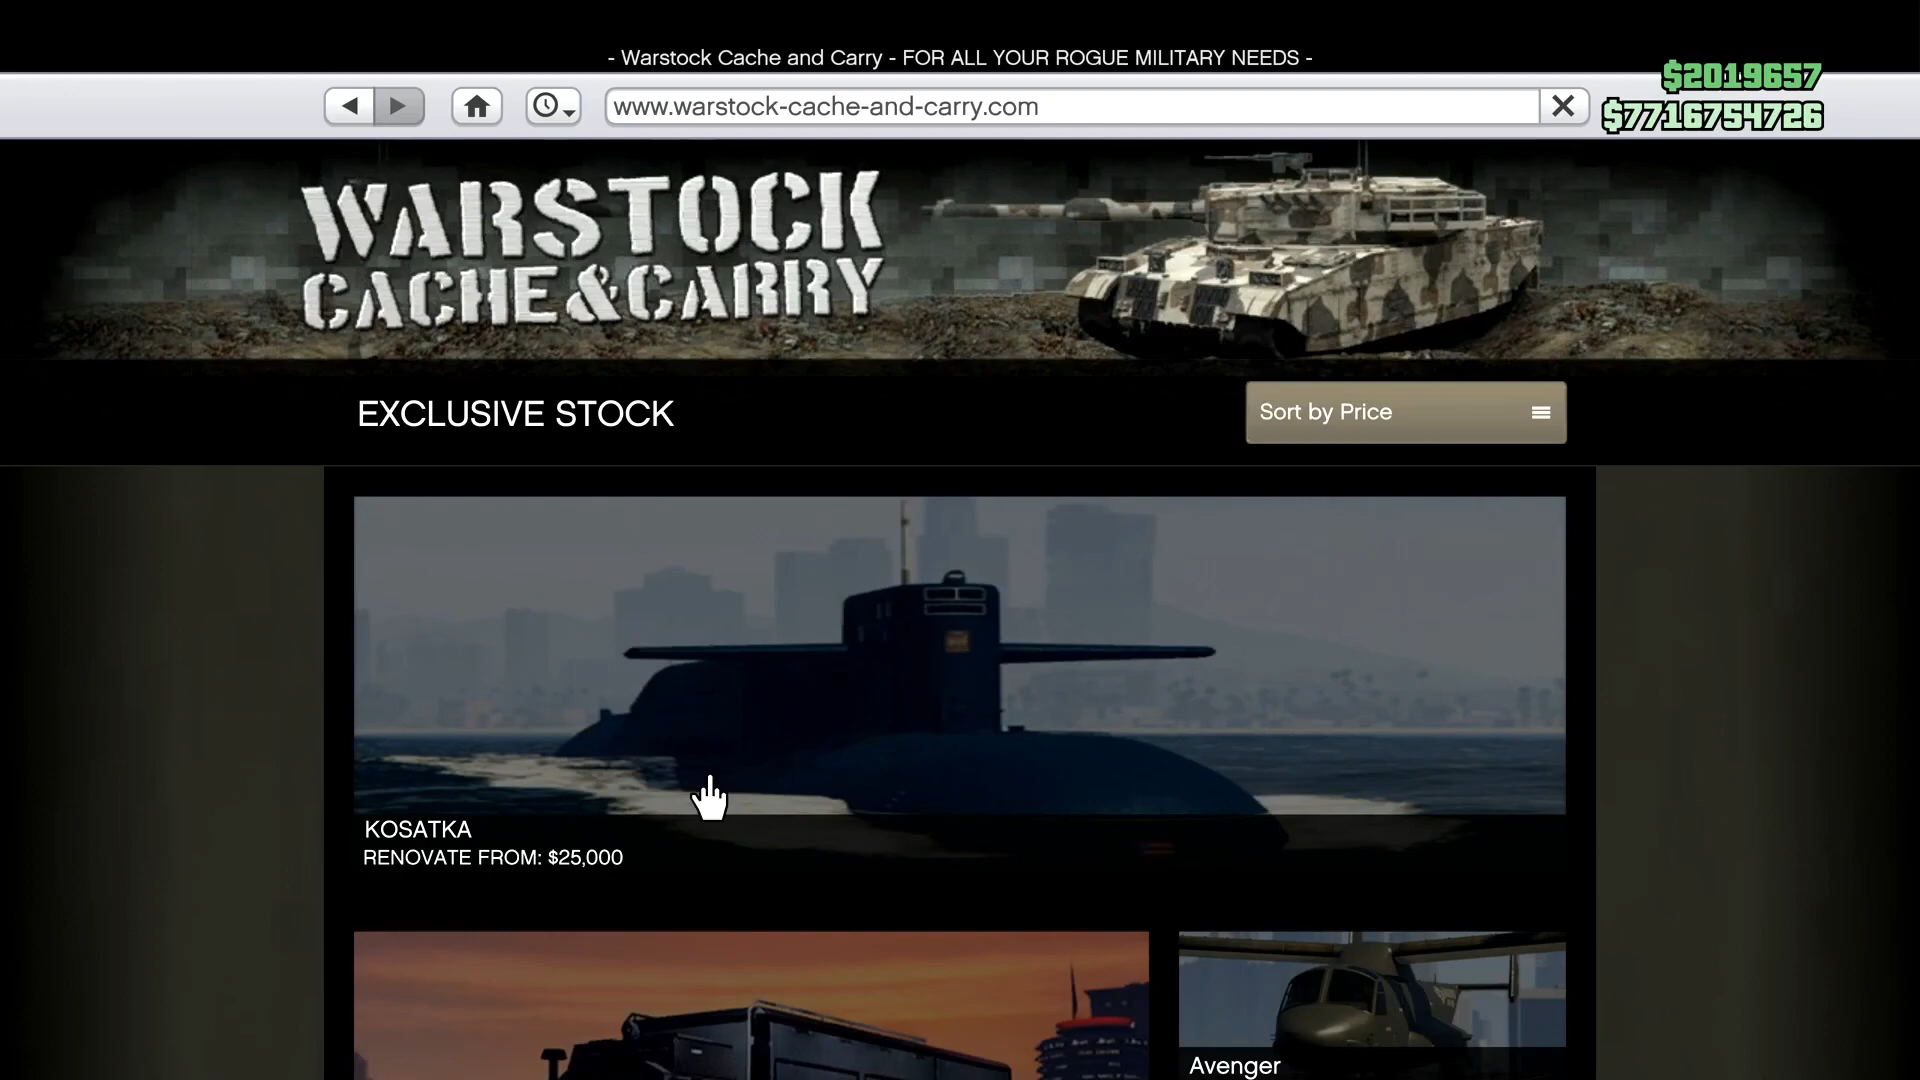 - Warstock Cache and Carry - FOR ALL YOUR ROGUE MILITARY NEEDS -
$2019657
www.warstock-cache-and-carry.com
$7716754726
WARSTOCK
CACHE&CARRY
EXCLUSIVE STOCK
Sort by Price
KOSATKA
RENOVATE FROM: $25,000
Avenger